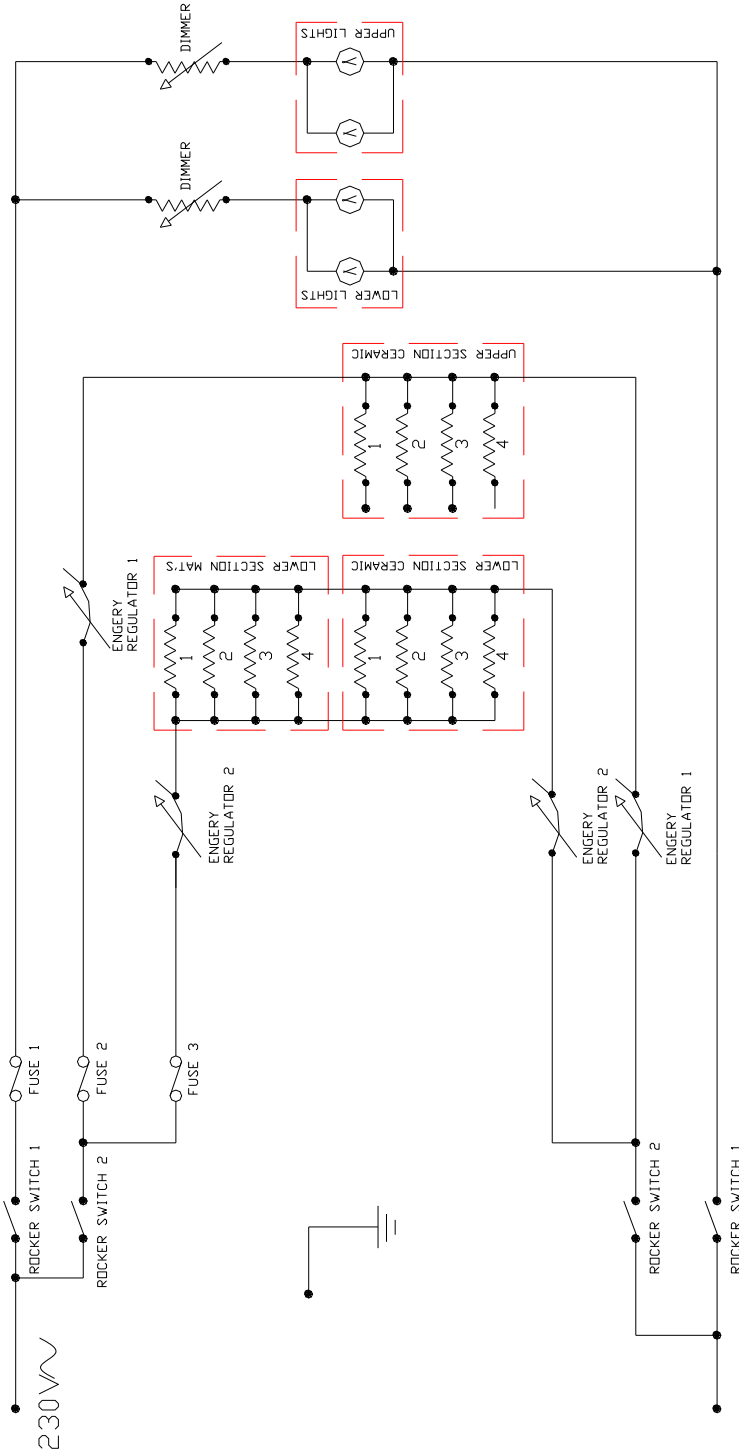 230V
ROCKER SWITCH 1
ROCKER SWITCH 2
FUSE 1
FUSE 2
FUSE 3
ENGERY
REGULATOR 1
ENGERY
REGULATOR 2
DIMMER
DIMMER
UPPER LIGHTS
LOWER LIGHTS
UPPER SECTION CERAMIC
1
2
3
4
LOWER SECTION MAT'S
1
2
3
4
LOWER SECTION CERAMIC
1
2
3
4
ENGERY
REGULATOR 2
ENGERY
REGULATOR 1
ROCKER SWITCH 2
ROCKER SWITCH 1